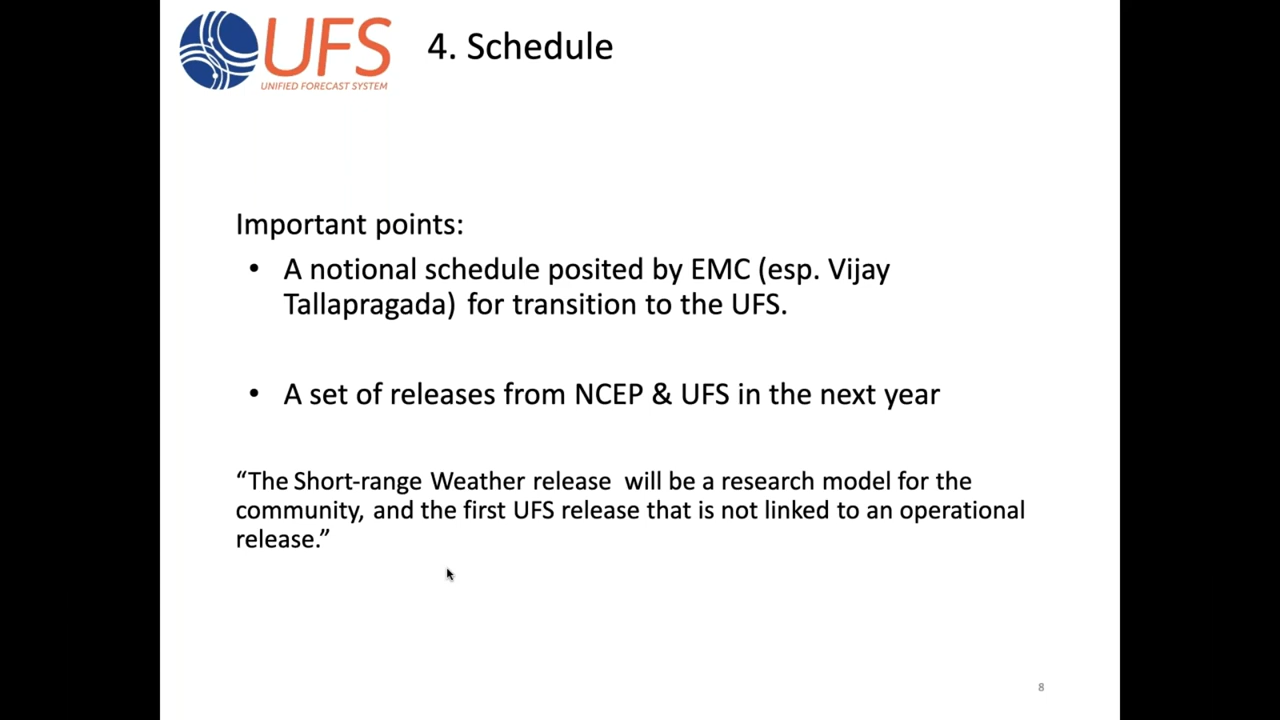 UFS
UNIFIED FORECAST SYSTEM
4. Schedule
Important points:
• A notional schedule posited by EMC (esp. Vijay
Tallapragada) for transition to the UFS.
• A set of releases from NCEP & UFS in the next year
“The Short-range Weather release will be a research model for the
community, and the first UFS release that is not linked to an operational
release.”
8